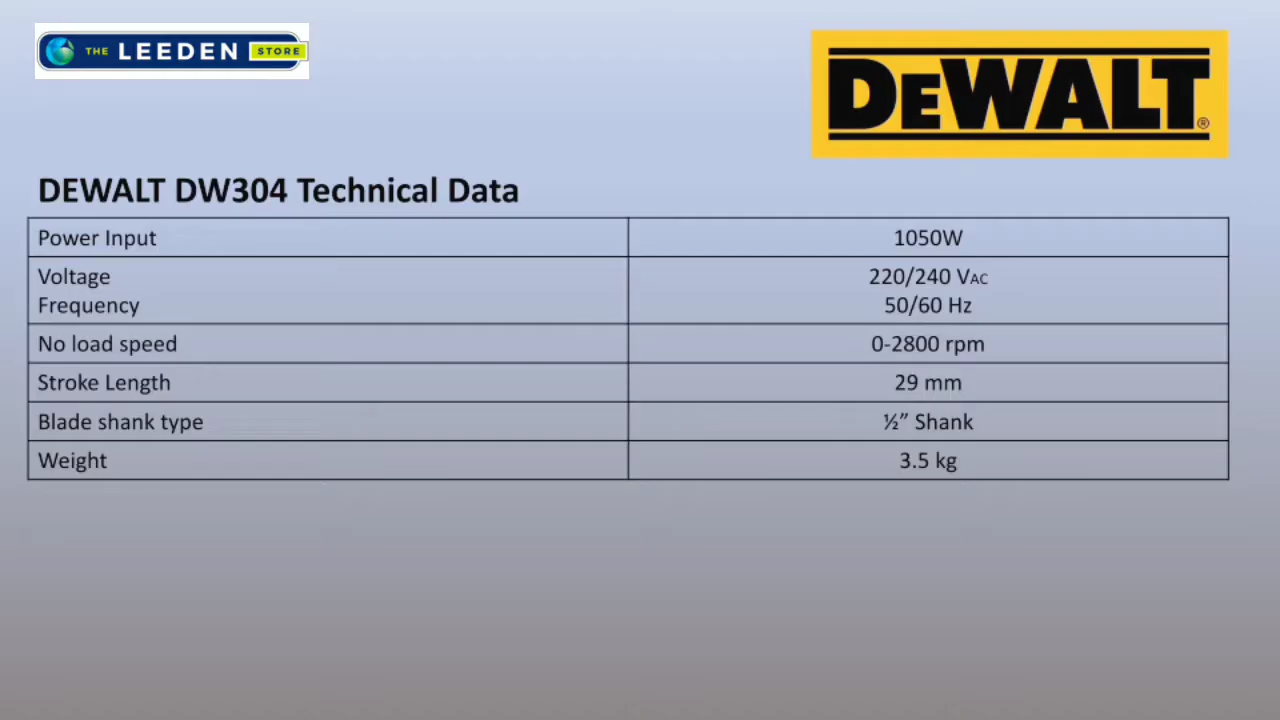 THE LEEDEN STORE
DEWALT®
DEWALT DW304 Technical Data
Power Input 1050W
Voltage 220/240 VAC
Frequency 50/60 Hz
No load speed 0-2800 rpm
Stroke Length 29 mm
Blade shank type ½” Shank
Weight 3.5 kg